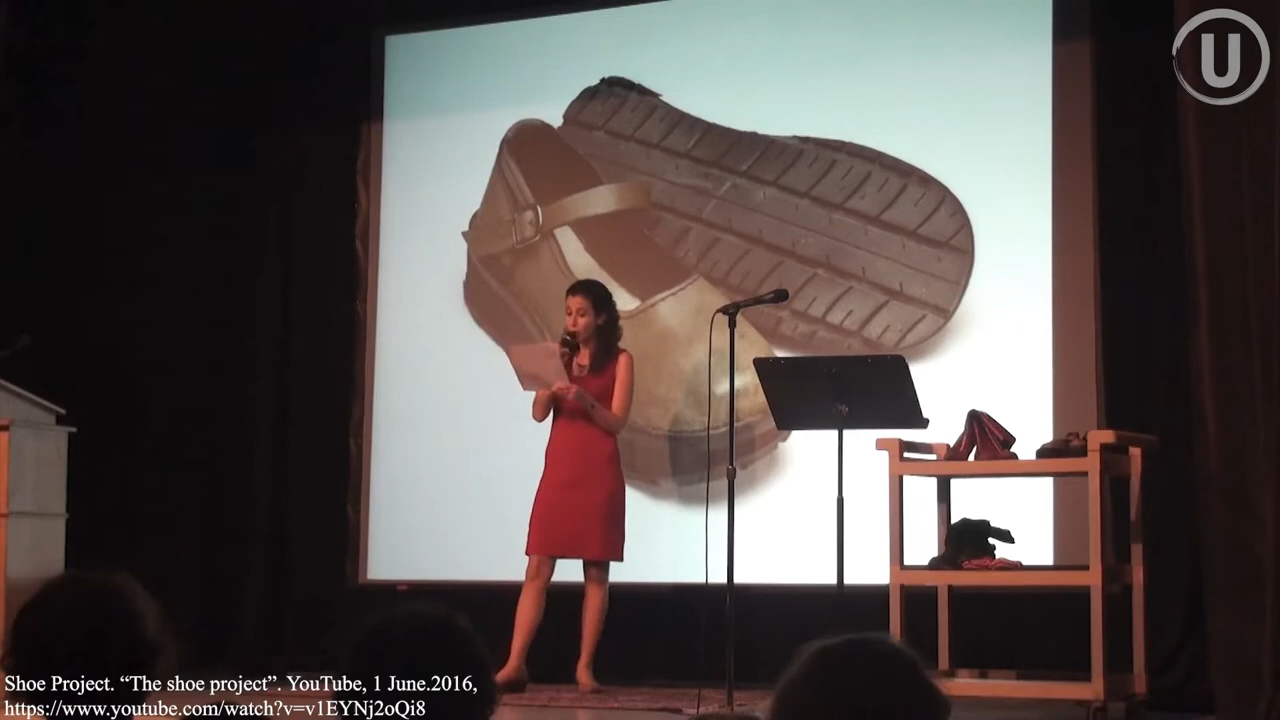 U
Shoe Project. “The shoe project”. YouTube, 1 June.2016,
https://www.youtube.com/watch?v=v1EYNj2oQi8